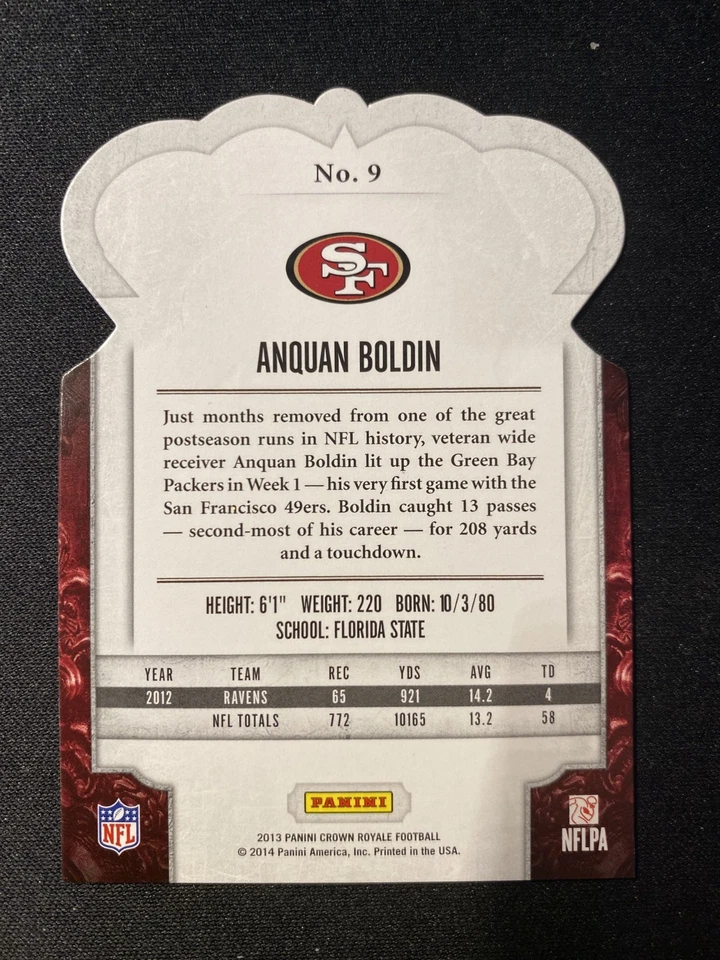 No. 9
SF
ANQUAN BOLDIN
Just months removed from one of the great
postseason runs in NFL history, veteran wide
receiver Anquan Boldin lit up the Green Bay
Packers in Week 1 — his very first game with the
San Francisco 49ers. Boldin caught 13 passes
— second-most of his career — for 208 yards
and a touchdown.
HEIGHT: 6'1" WEIGHT: 220 BORN: 10/3/80
SCHOOL: FLORIDA STATE
YEAR TEAM REC YDS AVG TD
2012 RAVENS 65 921 14.2 4
NFL TOTALS 772 10165 13.2 58
PANINI
NFL
NFLPA
2013 PANINI CROWN ROYALE FOOTBALL
© 2014 Panini America, Inc. Printed in the USA.